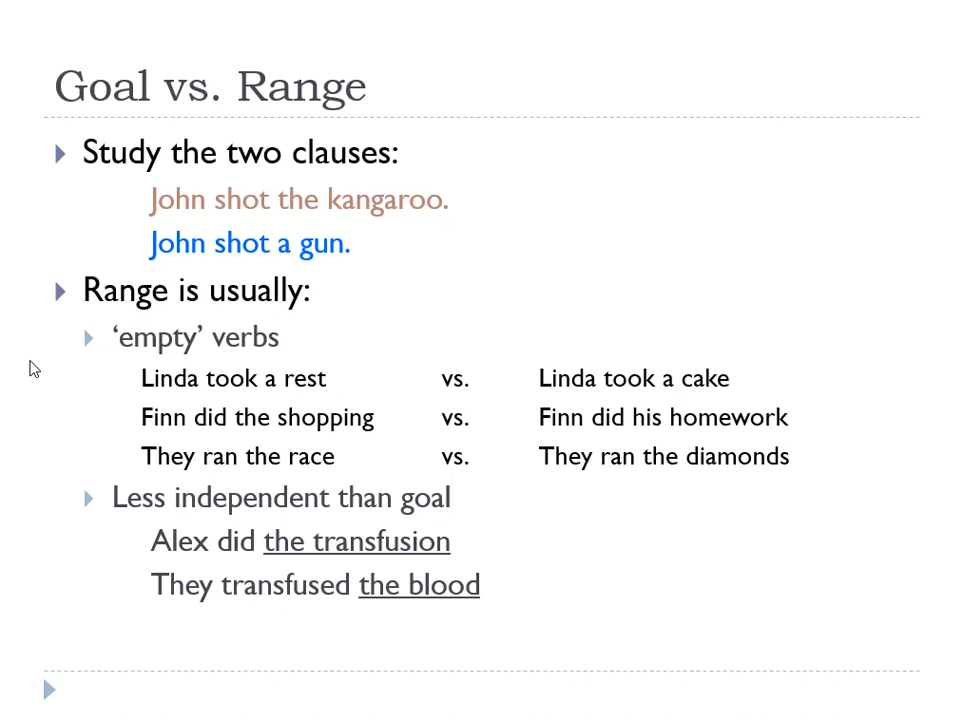 Goal vs. Range
Study the two clauses:
John shot the kangaroo.
John shot a gun.
Range is usually:
‘empty’ verbs
Linda took a rest vs. Linda took a cake
Finn did the shopping vs. Finn did his homework
They ran the race vs. They ran the diamonds
Less independent than goal
Alex did the transfusion
They transfused the blood